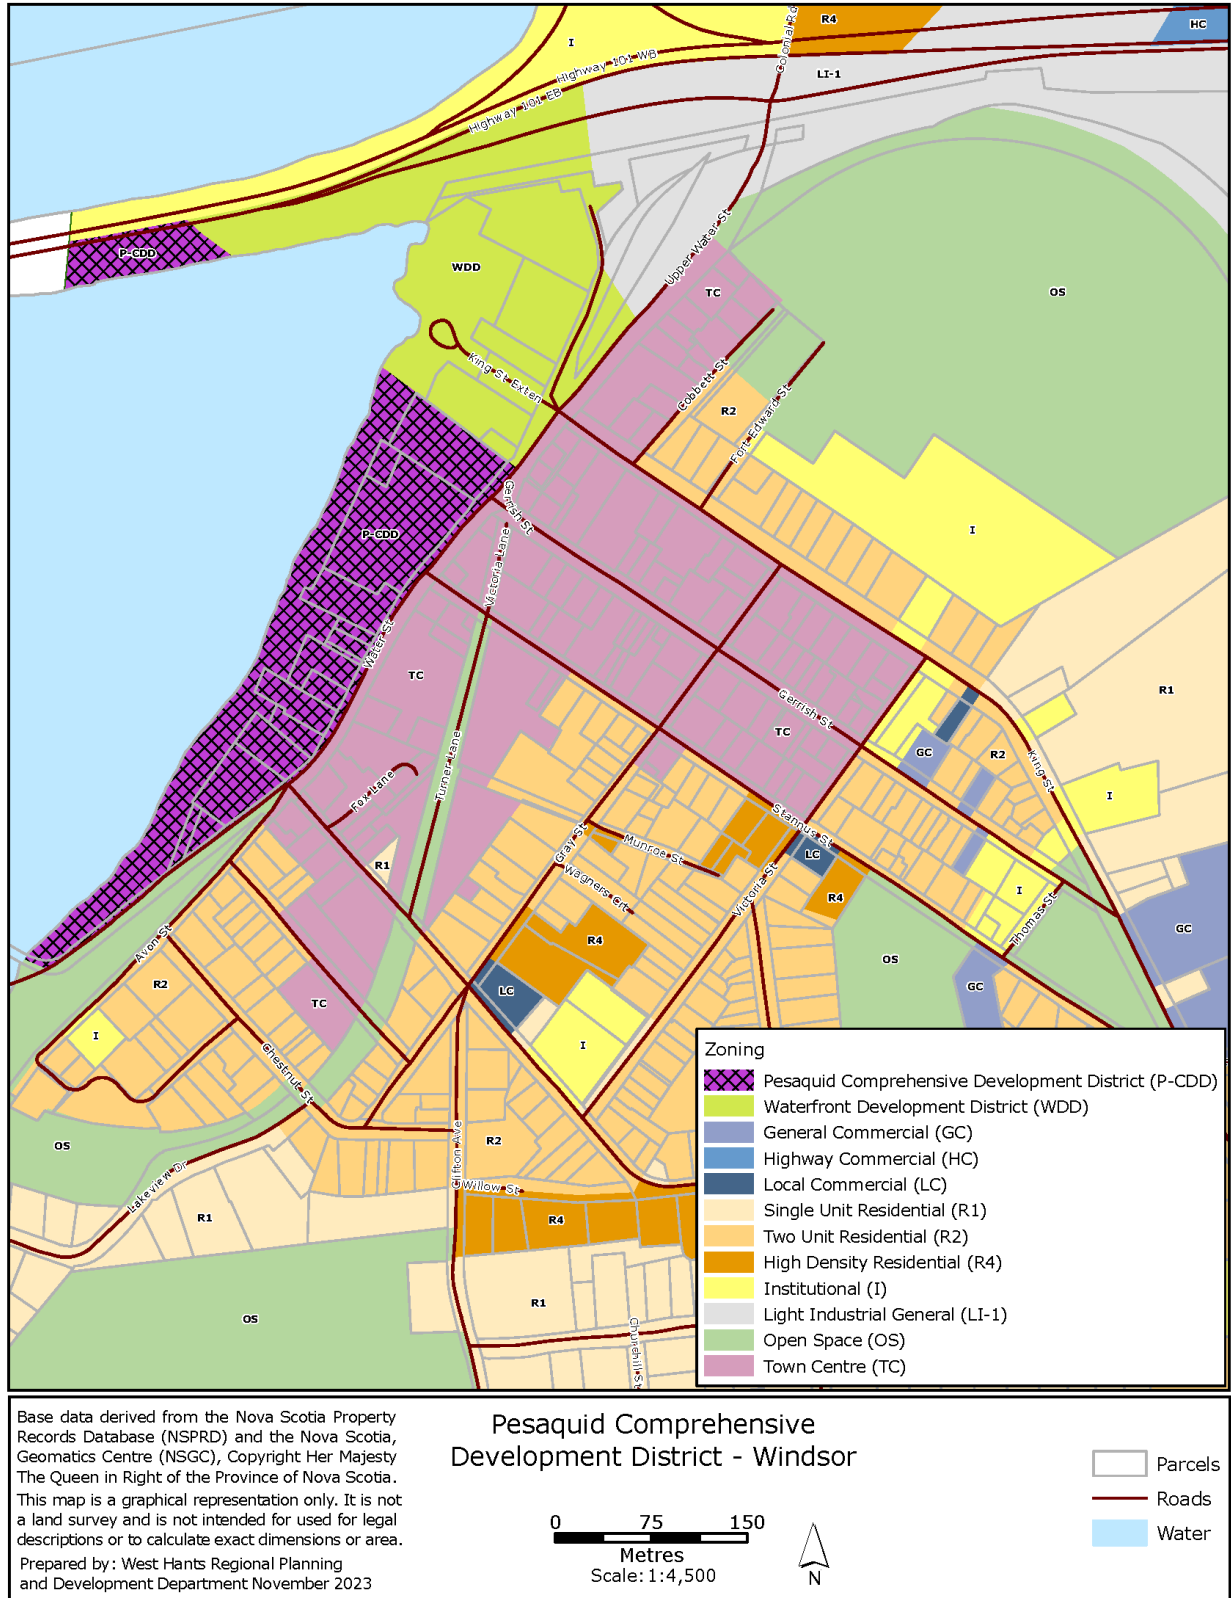 I
R4
HC
Colonial Rd
Highway 101 WB
LI-1
Highway 101 EB
Upper Water St
P-CDD
WDD
TC
OS
King St Exten
Cobbett St
R2
Fort Edward St
Gerrish St
P-CDD
I
Victoria Lane
Water St
TC
R1
Gerrish St
TC
GC
R2
King St
Turner Lane
Fox Lane
I
Stannus St
Gray St
Munroe St
LC
R1
Wagners Crt
Victoria St
R4
I
Thomas St
Avon St
R4
GC
OS
R2
LC
GC
TC
I
I
Chestnut St
OS
R2
Clifton Ave
Lakeview Dr
Willow St
R1
R4
R1
OS
Churchill St
Zoning
Pesaquid Comprehensive Development District (P-CDD)
Waterfront Development District (WDD)
General Commercial (GC)
Highway Commercial (HC)
Local Commercial (LC)
Single Unit Residential (R1)
Two Unit Residential (R2)
High Density Residential (R4)
Institutional (I)
Light Industrial General (LI-1)
Open Space (OS)
Town Centre (TC)
Base data derived from the Nova Scotia Property
Records Database (NSPRD) and the Nova Scotia,
Geomatics Centre (NSGC), Copyright Her Majesty
The Queen in Right of the Province of Nova Scotia.
This map is a graphical representation only. It is not
a land survey and is not intended for used for legal
descriptions or to calculate exact dimensions or area.
Prepared by: West Hants Regional Planning
and Development Department November 2023
Pesaquid Comprehensive
Development District - Windsor
0 75 150
Metres
Scale: 1:4,500
N
Parcels
Roads
Water